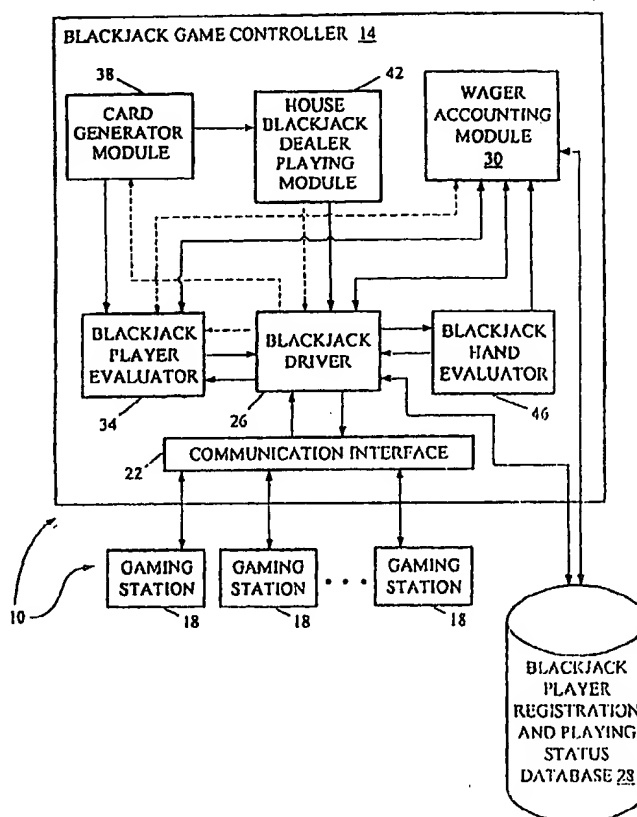 BLACKJACK GAME CONTROLLER 14
38
42
CARD
GENERATOR
MODULE
HOUSE
BLACKJACK
DEALER
PLAYING
MODULE
WAGER
ACCOUNTING
MODULE
30
BLACKJACK
PLAYER
EVALUATOR
BLACKJACK
DRIVER
BLACKJACK
HAND
EVALUATOR
34
26
46
22
COMMUNICATION INTERFACE
10
GAMING
STATION
GAMING
STATION
• • •
GAMING
STATION
18
18
18
BLACKJACK
PLAYER
REGISTRATION
AND PLAYING
STATUS
DATABASE 28